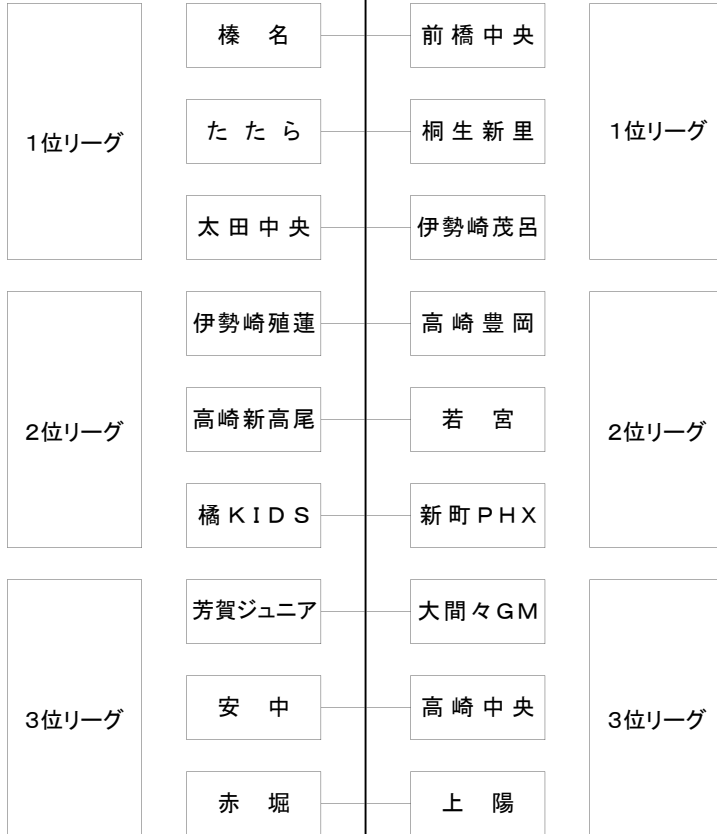 榛　名
前橋中央
1位リーグ
たたら
桐生新里
1位リーグ
太田中央
伊勢崎茂呂
伊勢崎殖蓮
高崎豊岡
2位リーグ
高崎新高尾
若　宮
2位リーグ
橘KIDS
新町PHX
芳賀ジュニア
大間々GM
3位リーグ
安　中
高崎中央
3位リーグ
赤　堀
上　陽